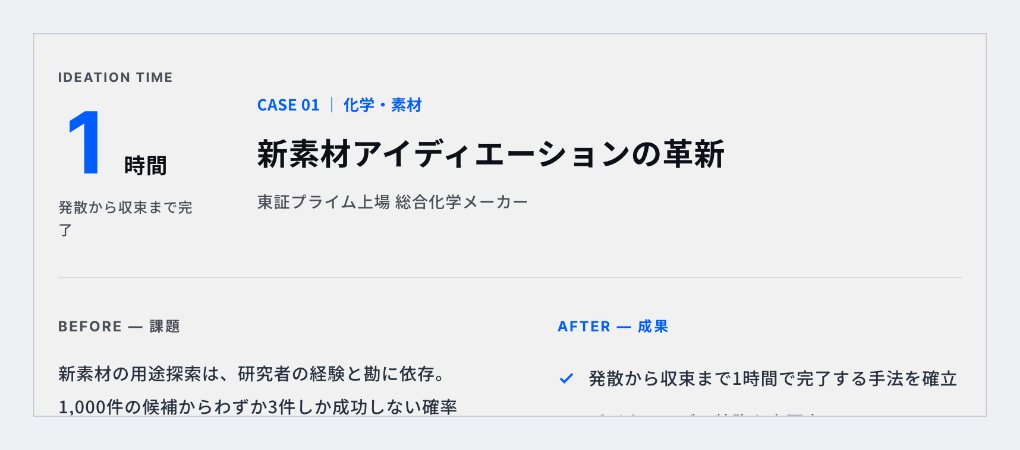 IDEATION TIME
1 時間
発散から収束まで完
了
CASE 01 | 化学・素材
新素材アイディエーションの革新
東証プライム上場 総合化学メーカー
BEFORE — 課題
新素材の用途探索は、研究者の経験と勘に依存。
1,000件の候補からわずか3件しか成功しない確率
AFTER — 成果
発散から収束まで1時間で完了する手法を確立